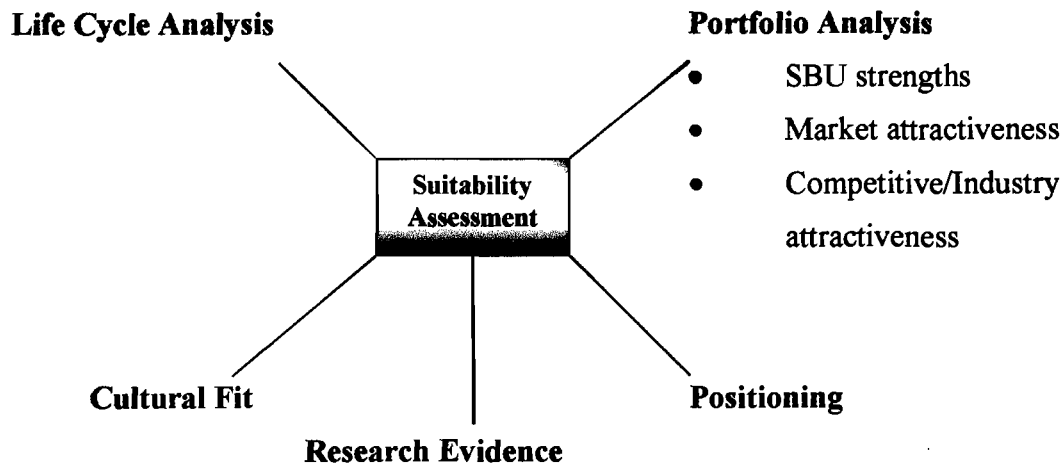 Life Cycle Analysis
Portfolio Analysis
• SBU strengths
• Market attractiveness
• Competitive/Industry
attractiveness
Suitability
Assessment
Cultural Fit
Positioning
Research Evidence